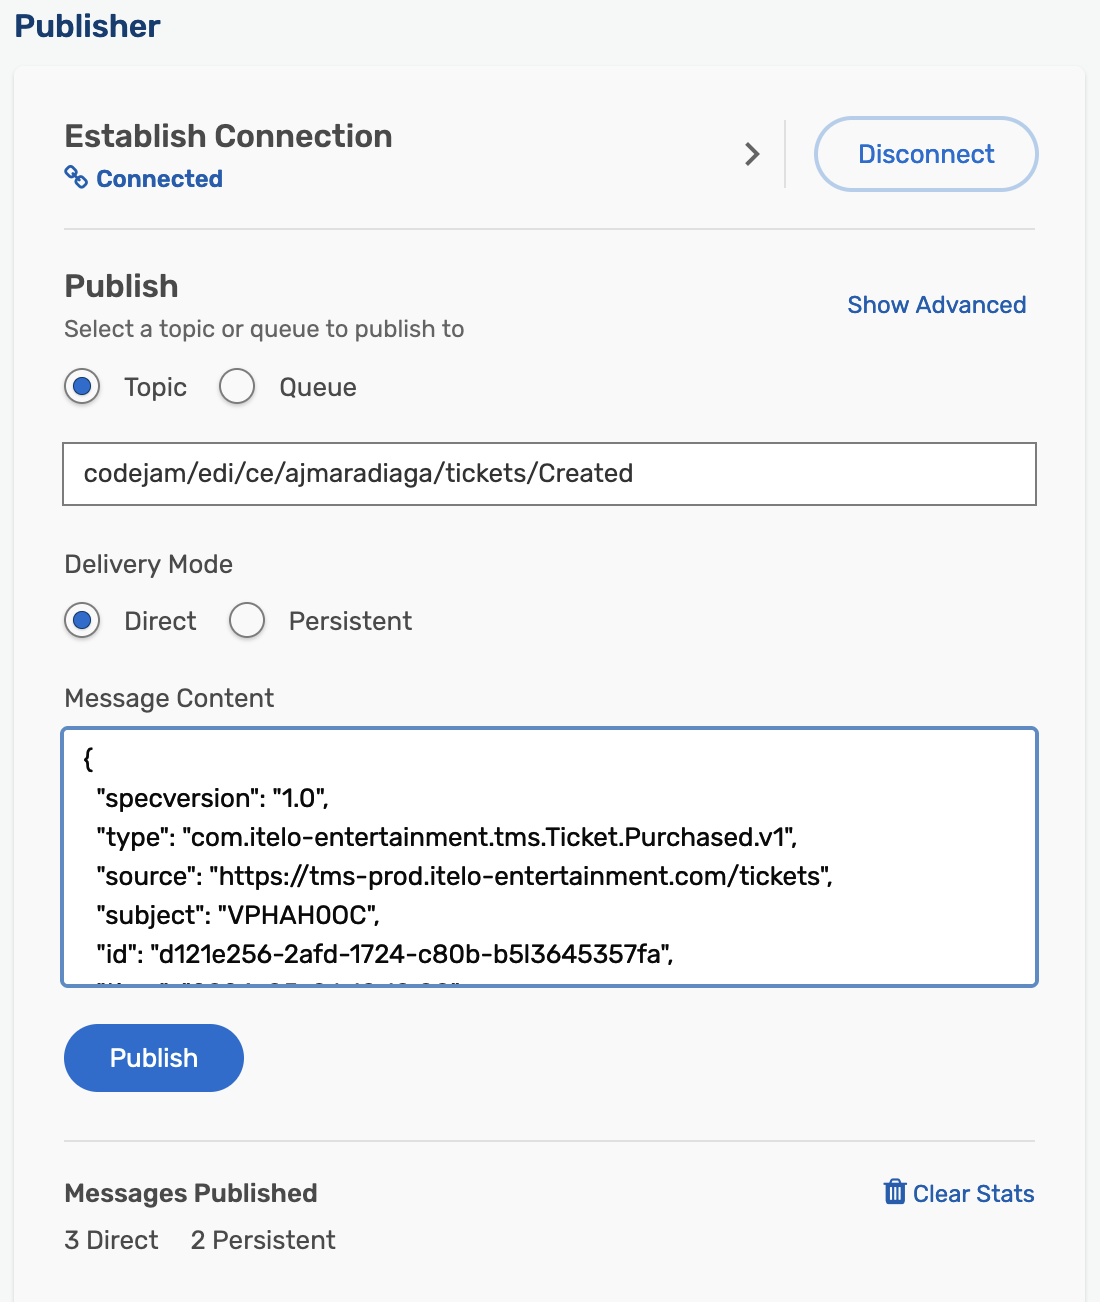 Publisher
Establish Connection
Connected
Disconnect
Publish
Select a topic or queue to publish to
Show Advanced
Topic Queue
codejam/edi/ce/ajmaradiaga/tickets/Created
Delivery Mode
Direct Persistent
Message Content
{
"specversion": "1.0",
"type": "com.itelo-entertainment.tms.Ticket.Purchased.v1",
"source": "https://tms-prod.itelo-entertainment.com/tickets",
"subject": "VPHAH0OC",
"id": "d121e256-2afd-1724-c80b-b5l3645357fa",
Publish
Messages Published
Clear Stats
3 Direct 2 Persistent